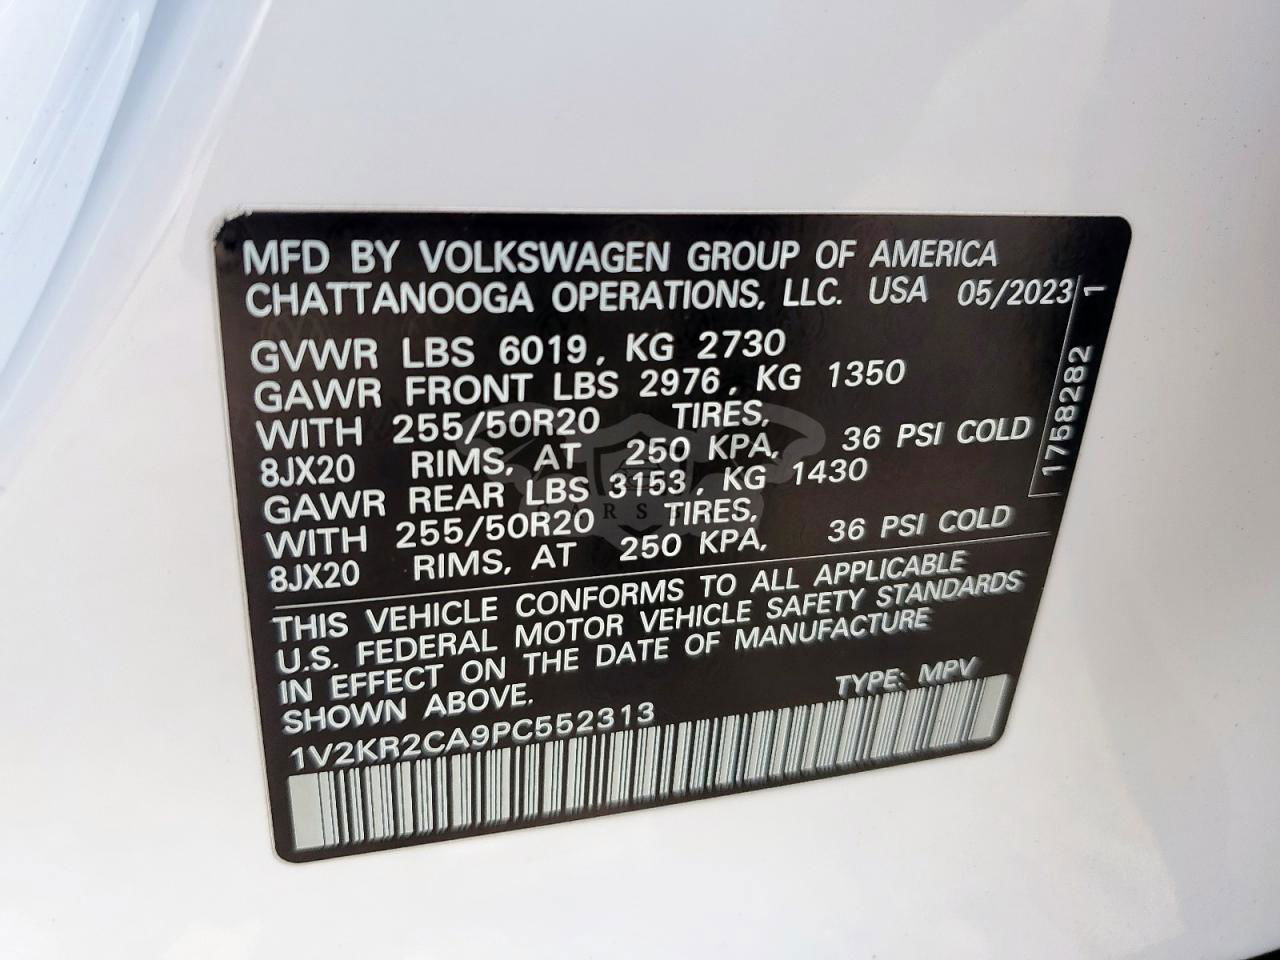 MFD BY VOLKSWAGEN GROUP OF AMERICA
CHATTANOOGA OPERATIONS, LLC. USA 05/2023
GVWR LBS 6019, KG 2730
GAWR FRONT LBS 2976, KG 1350
WITH 255/50R20 TIRES,
8JX20 RIMS, AT 250 KPA, 36 PSI COLD
GAWR REAR LBS 3153, KG 1430
WITH 255/50R20 TIRES,
8JX20 RIMS, AT 250 KPA, 36 PSI COLD
THIS VEHICLE CONFORMS TO ALL APPLICABLE
U.S. FEDERAL MOTOR VEHICLE SAFETY STANDARDS
IN EFFECT ON THE DATE OF MANUFACTURE
SHOWN ABOVE. TYPE: MPV
1V2KR2CA9PC552313
1758282 1